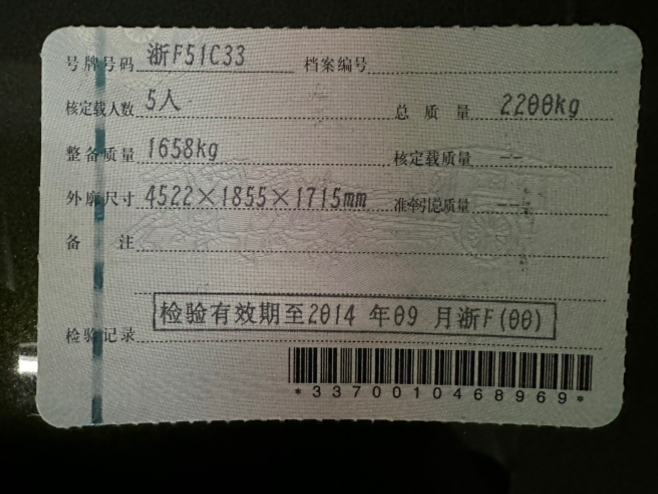 号牌号码 浙F51C33 档案编号
核定载人数 5人 总质量 2200kg
整备质量 1658kg 核定载质量 --
外廓尺寸 4522×1855×1715mm 准牵引总质量 --
备注
检验有效期至2014 年09 月浙F(00)
检验记录
*3370010468969*